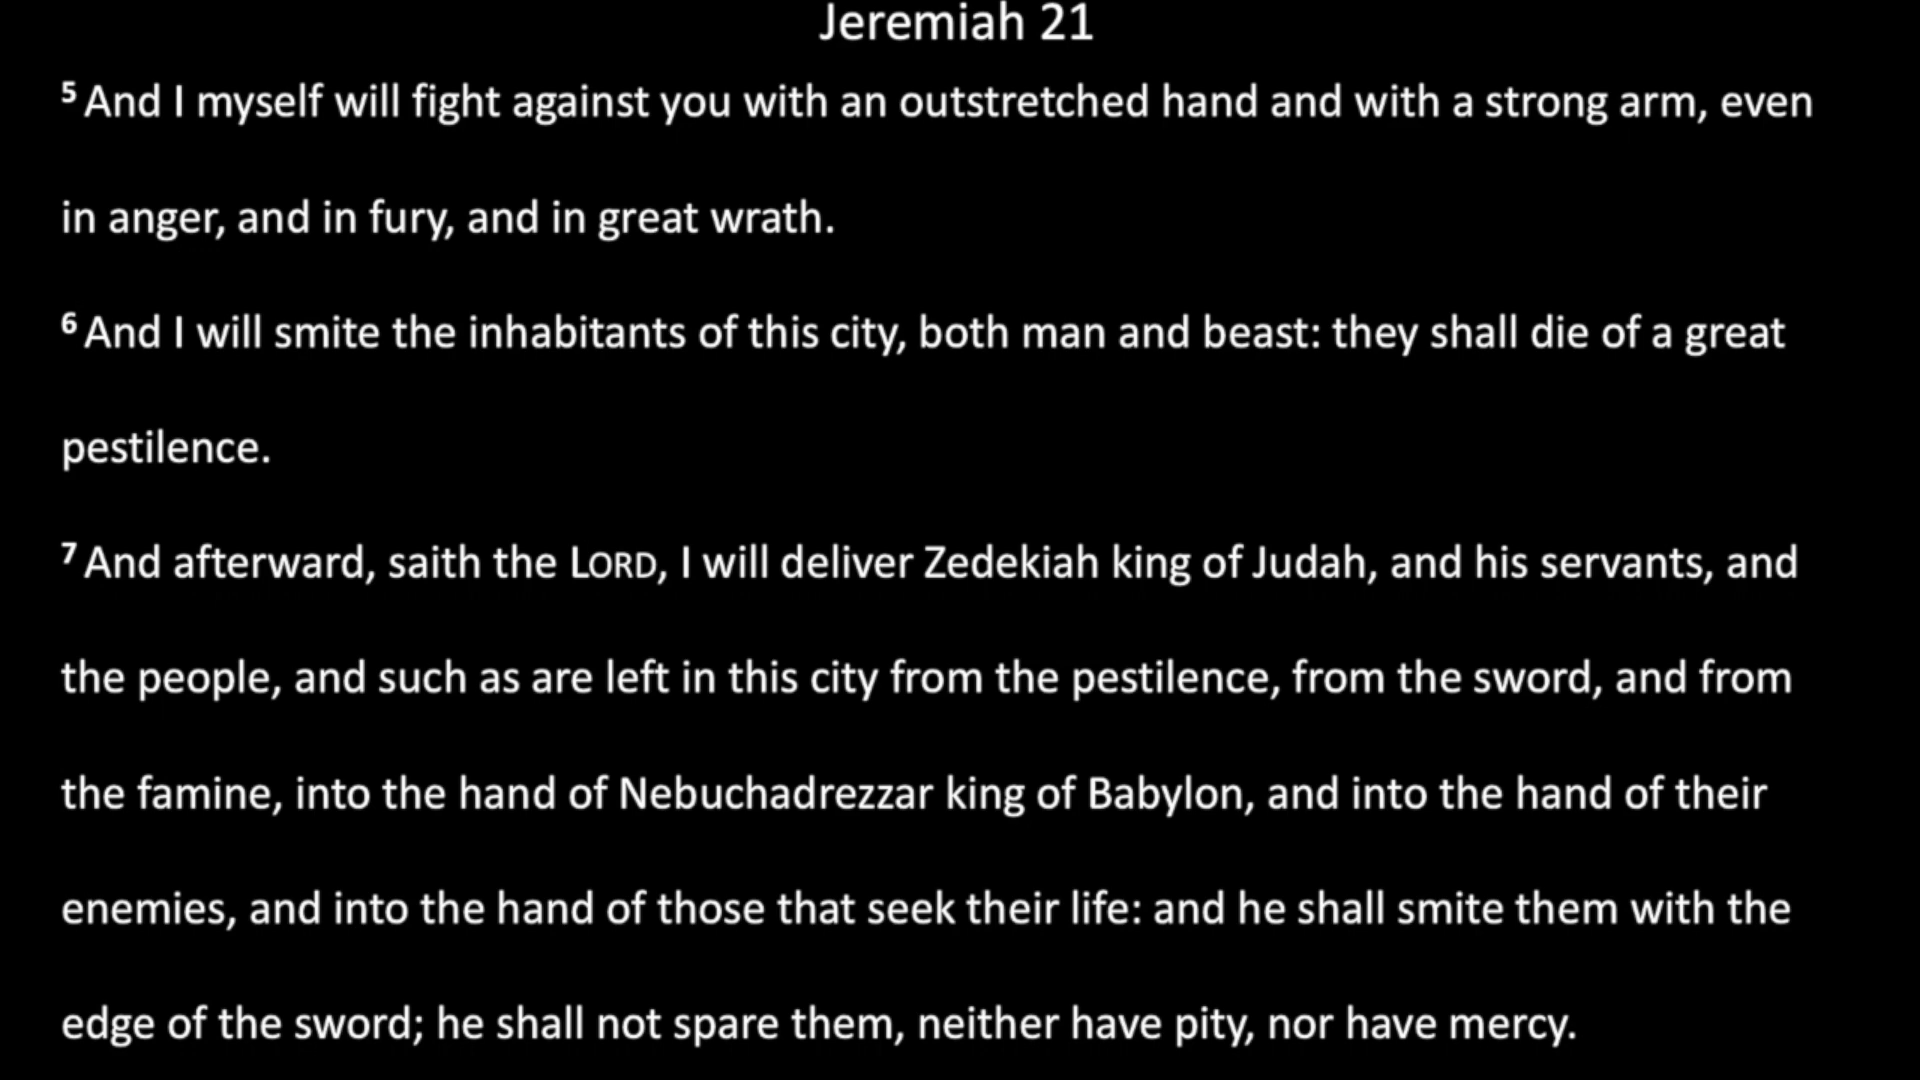 Jeremiah 21
5 And I myself will fight against you with an outstretched hand and with a strong arm, even
in anger, and in fury, and in great wrath.
6 And I will smite the inhabitants of this city, both man and beast: they shall die of a great
pestilence.
7 And afterward, saith the LORD, I will deliver Zedekiah king of Judah, and his servants, and
the people, and such as are left in this city from the pestilence, from the sword, and from
the famine, into the hand of Nebuchadrezzar king of Babylon, and into the hand of their
enemies, and into the hand of those that seek their life: and he shall smite them with the
edge of the sword; he shall not spare them, neither have pity, nor have mercy.